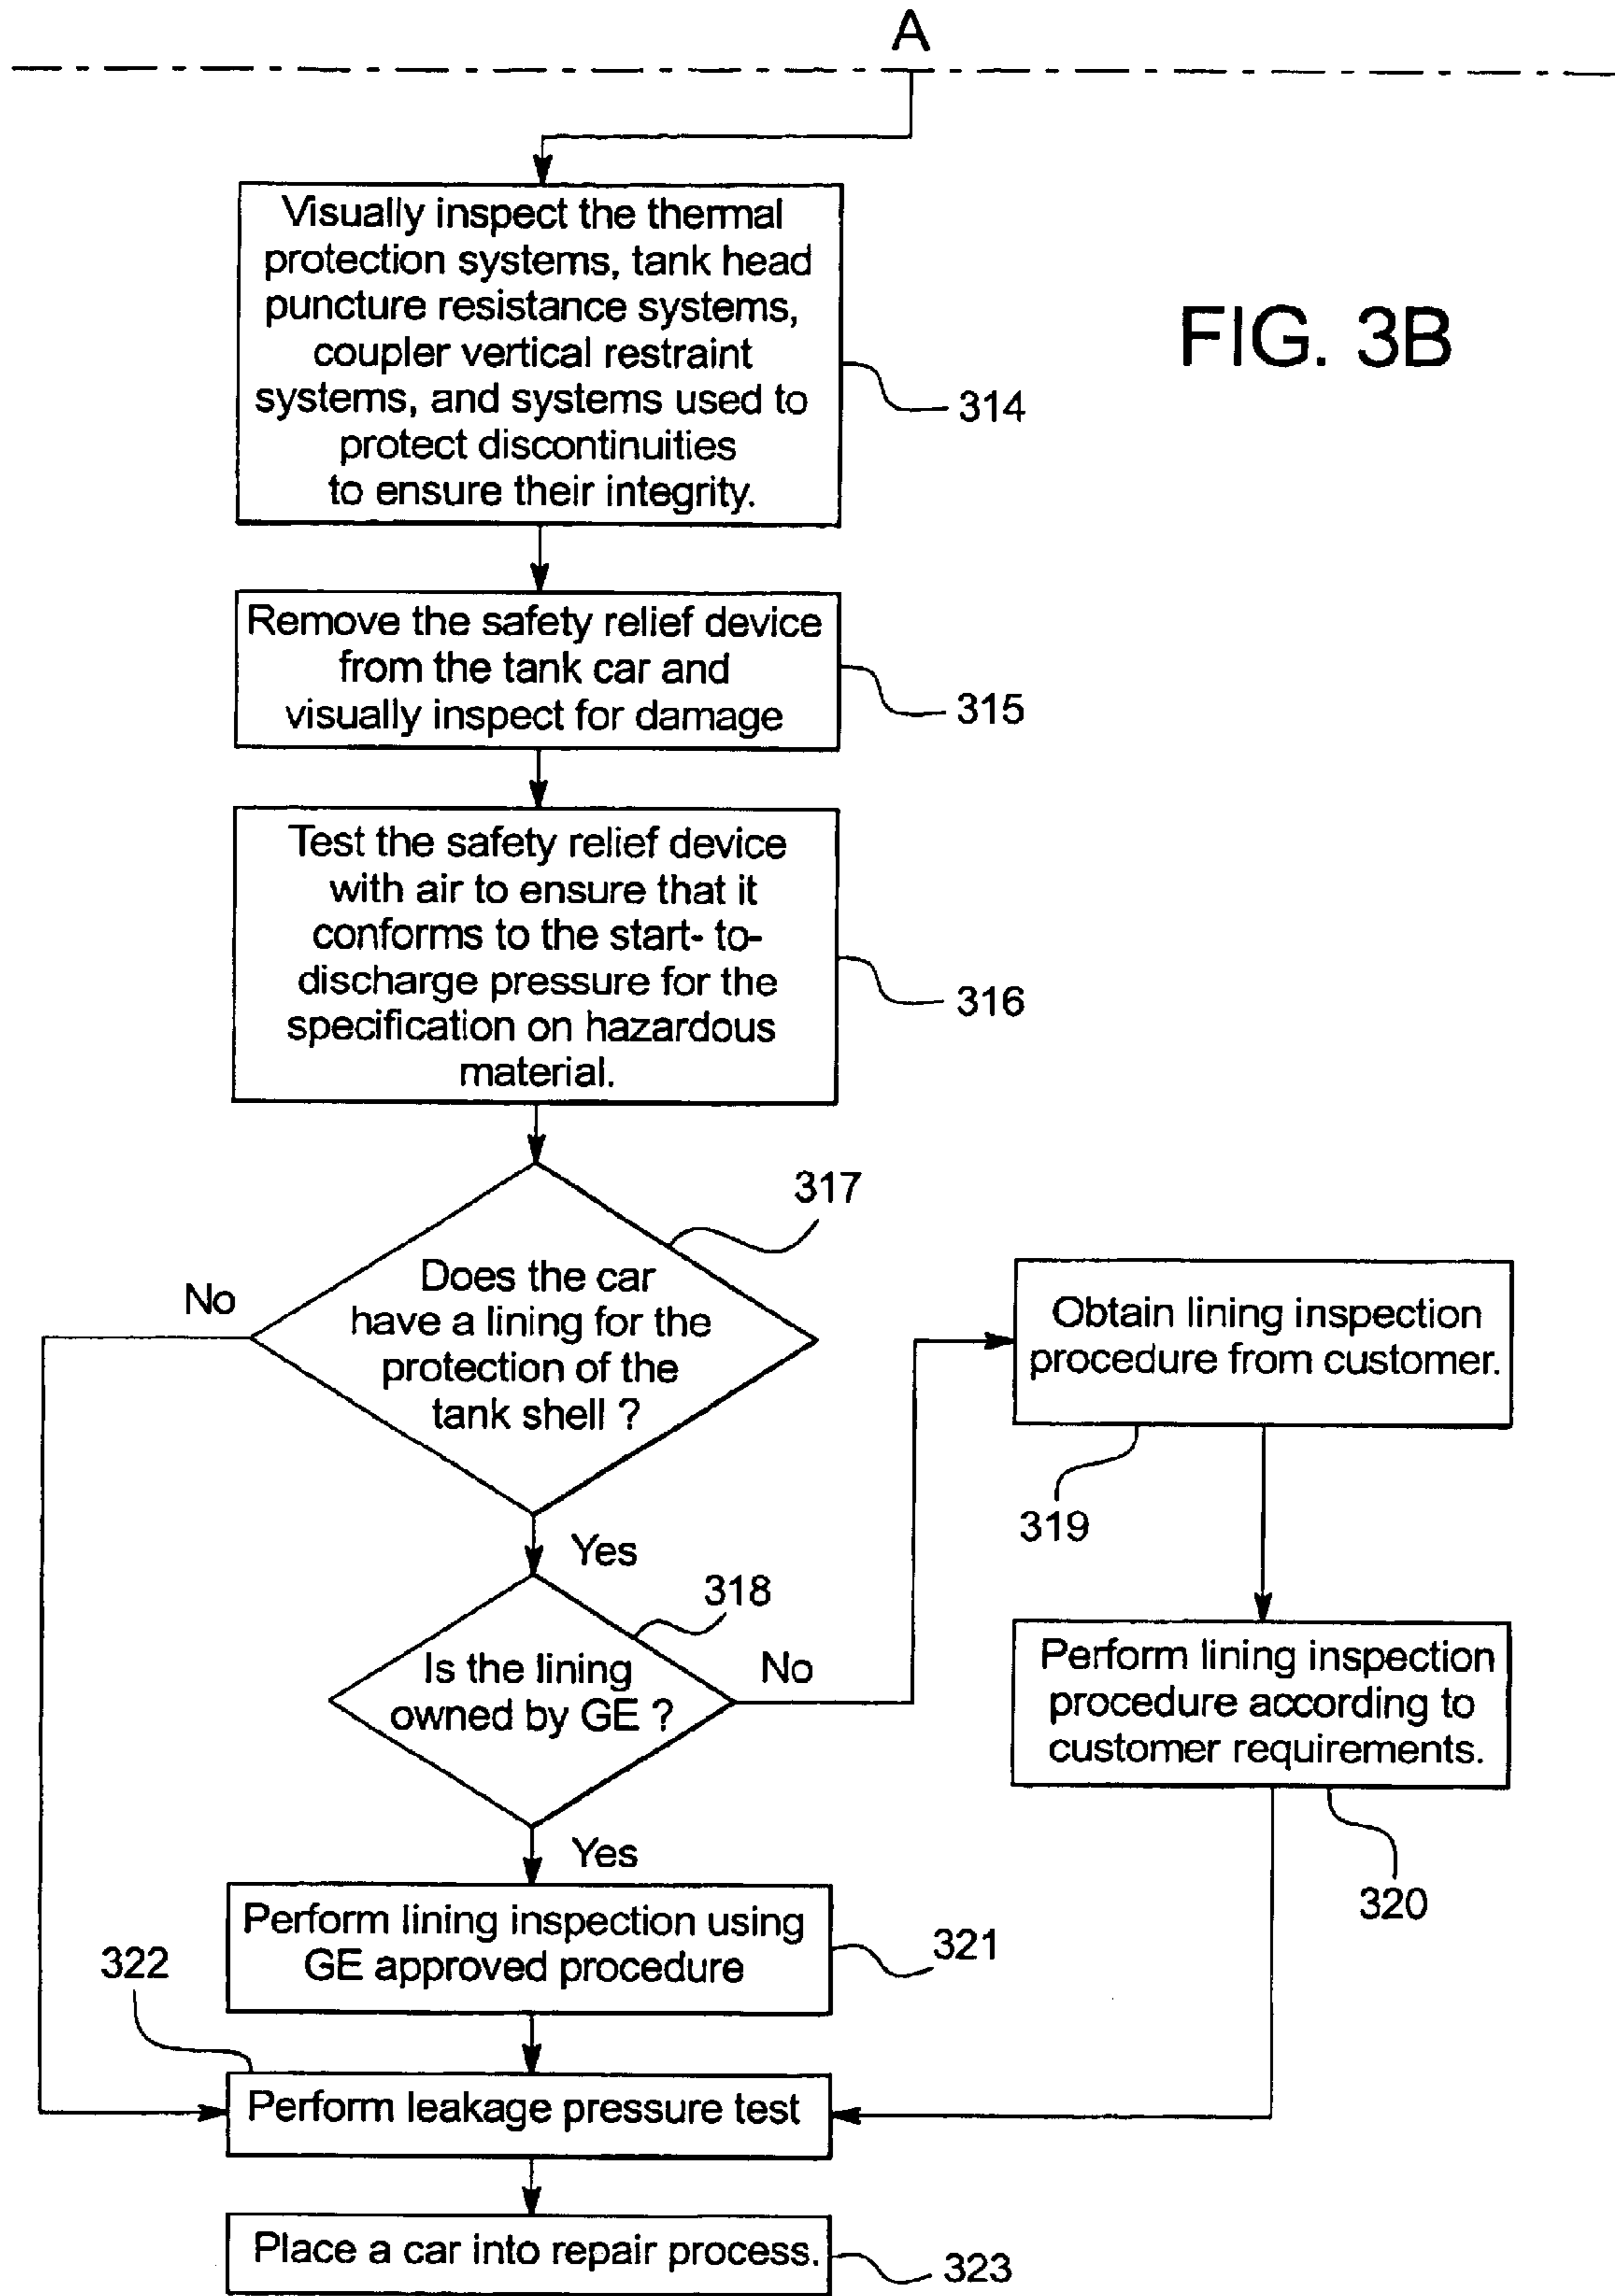 A
FIG. 3B
Visually inspect the thermal
protection systems, tank head
puncture resistance systems,
coupler vertical restraint
systems, and systems used to
protect discontinuities
to ensure their integrity.
314
Remove the safety relief device
from the tank car and
visually inspect for damage
315
Test the safety relief device
with air to ensure that it
conforms to the start- to-
discharge pressure for the
specification on hazardous
material.
316
317
Does the car
have a lining for the
protection of the
tank shell ?
No
Yes
318
Is the lining
owned by GE ?
No
Yes
Obtain lining inspection
procedure from customer.
319
Perform lining inspection
procedure according to
customer requirements.
320
Perform lining inspection using
GE approved procedure
321
322
Perform leakage pressure test
Place a car into repair process.
323